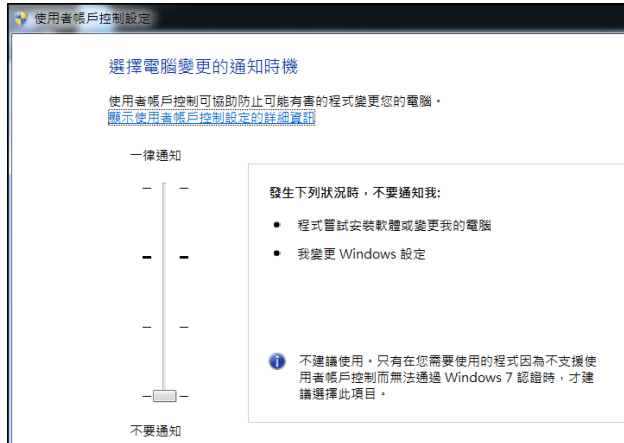 使用者帳戶控制設定
選擇電腦變更的通知時機
使用者帳戶控制可協助防止可能有害的程式變更您的電腦。
顯示使用者帳戶控制設定的詳細資訊
一律通知
發生下列狀況時，不要通知我:
程式嘗試安裝軟體或變更我的電腦
我變更 Windows 設定
不建議使用。只有在您需要使用的程式因為不支援使
用者帳戶控制而無法通過 Windows 7 認證時，才建
議選擇此項目。
不要通知